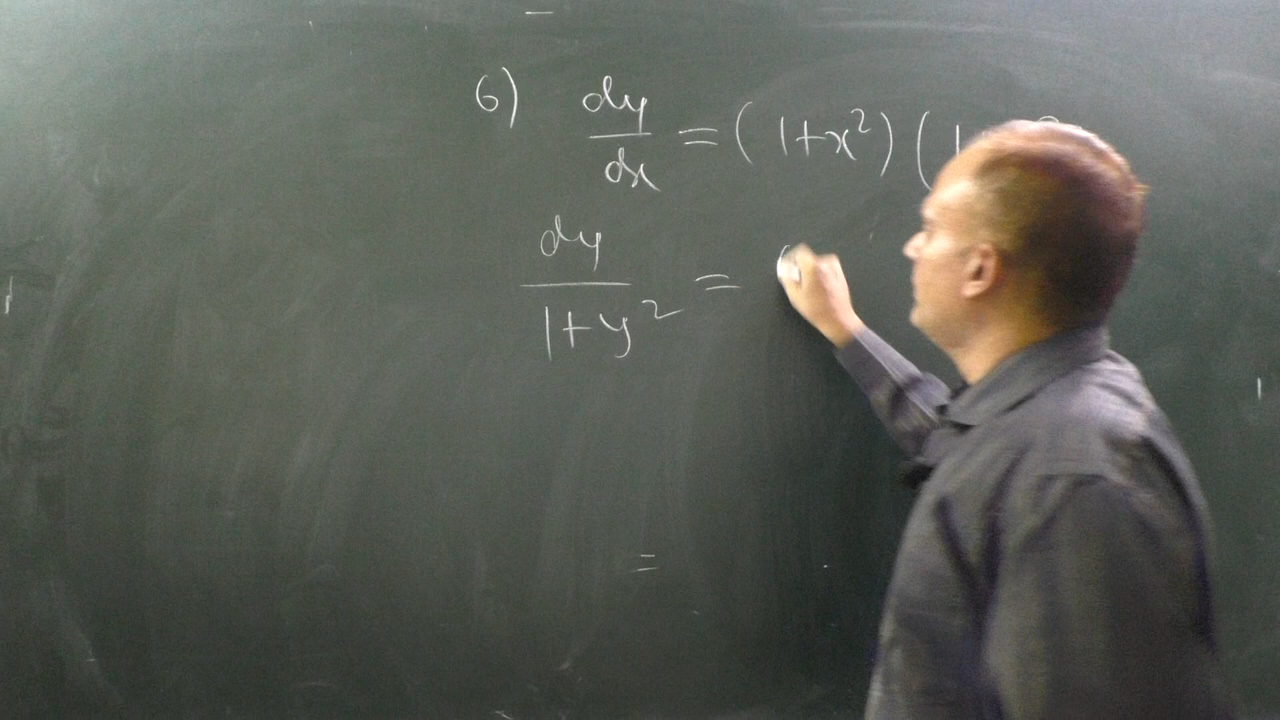 6) dy/dx = (1+x²)(1
dy/1+y² =
=